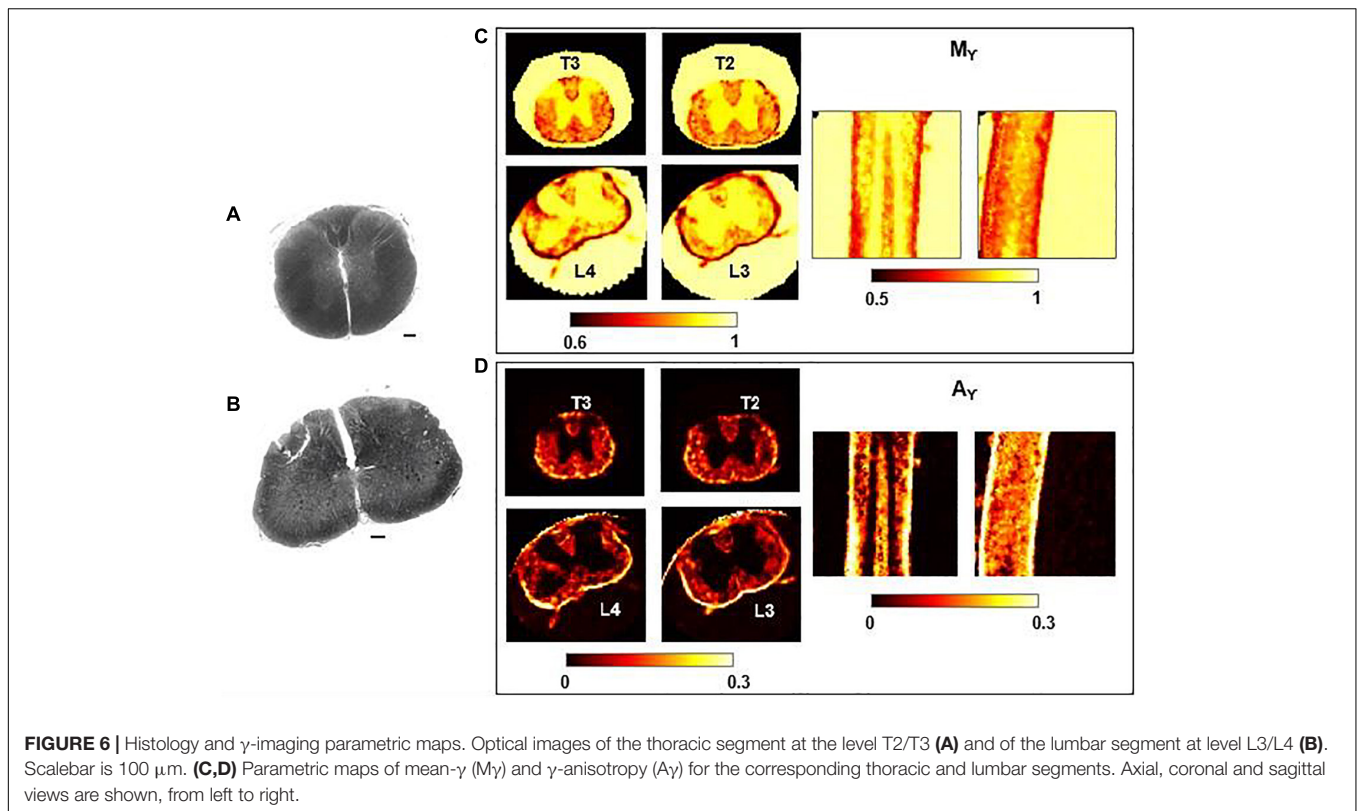 C
T3
T2
Mγ
A
L4
L3
0.5
1
0.6
1
D
T3
T2
Aγ
B
L4
L3
0
0.3
0
0.3
FIGURE 6 | Histology and γ-imaging parametric maps. Optical images of the thoracic segment at the level T2/T3 (A) and of the lumbar segment at level L3/L4 (B).
Scalebar is 100 μm. (C,D) Parametric maps of mean-γ (Mγ) and γ-anisotropy (Aγ) for the corresponding thoracic and lumbar segments. Axial, coronal and sagittal
views are shown, from left to right.